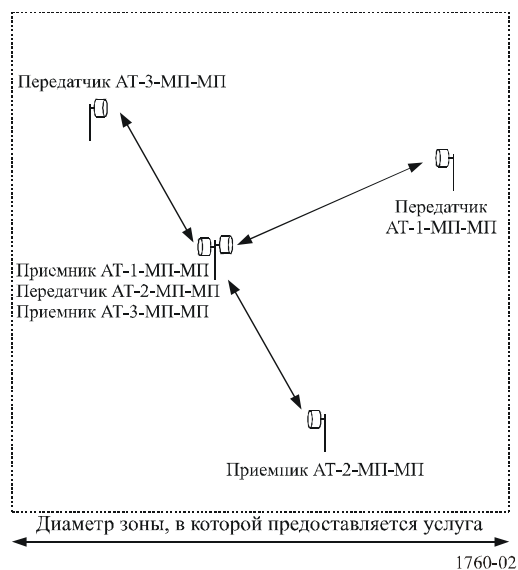 Передатчик АТ-3-МП-МП
Передатчик
АТ-1-МП-МП
Приемник АТ-1-МП-МП
Передатчик АТ-2-МП-МП
Приемник АТ-3-МП-МП
Приемник АТ-2-МП-МП
Диаметр зоны, в которой предоставляется услуга
1760-02